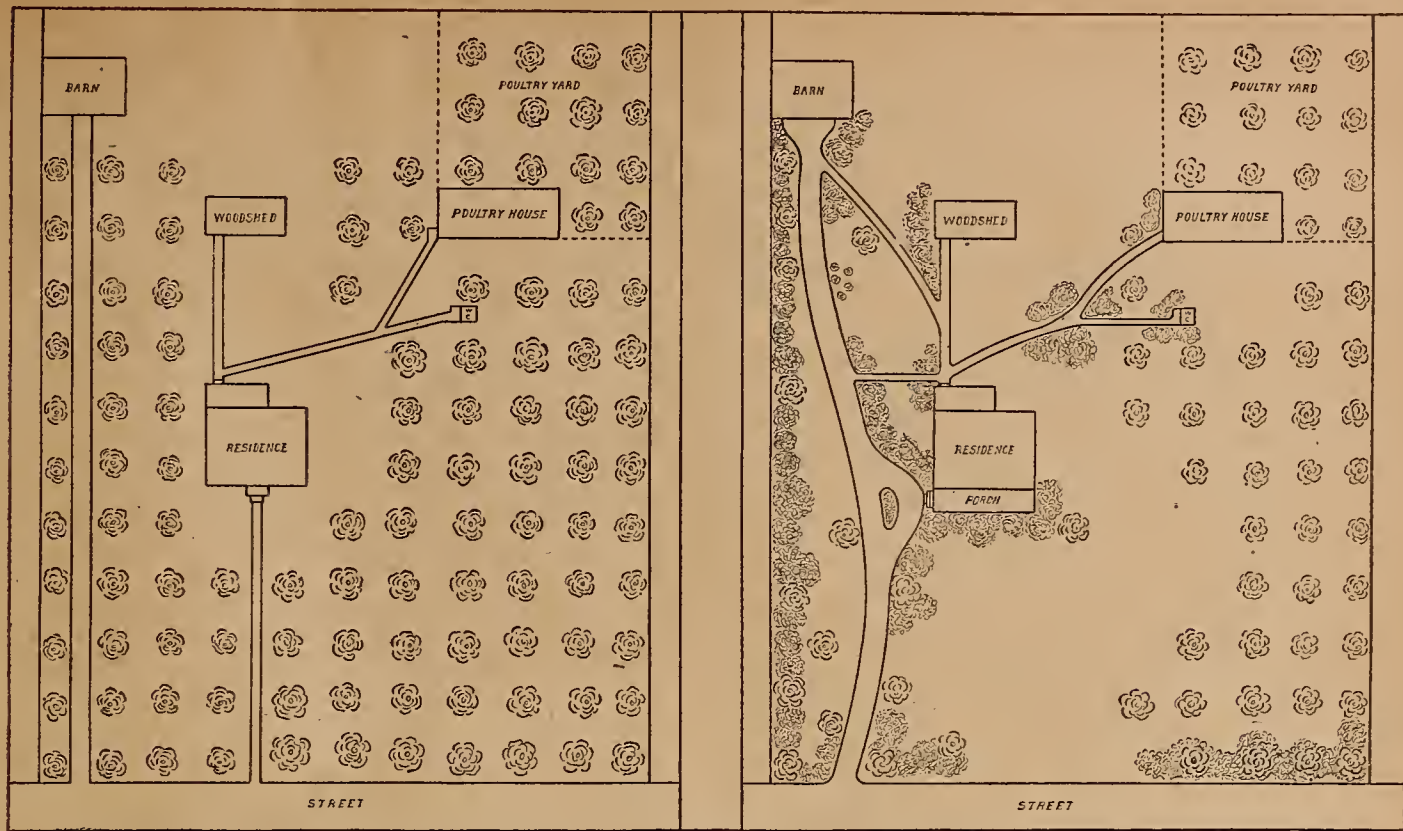 BARN
POULTRY YARD
WOODSHED
POULTRY HOUSE
W
C
RESIDENCE
STREET
BARN
POULTRY YARD
WOODSHED
POULTRY HOUSE
W
C
RESIDENCE
PORCH
STREET